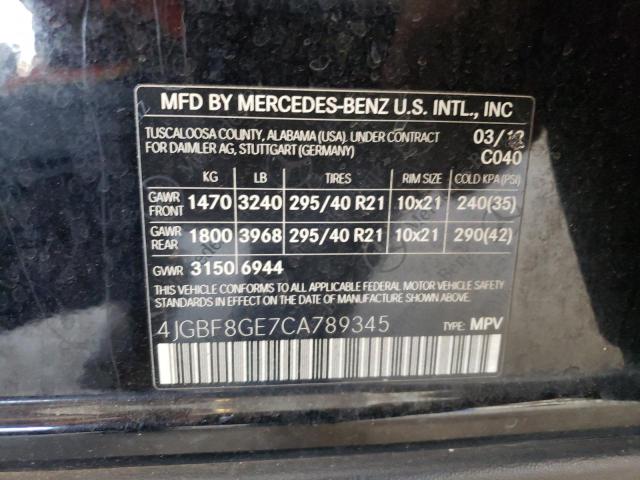 MFD BY MERCEDES-BENZ U.S. INTL., INC
TUSCALOOSA COUNTY, ALABAMA (USA). UNDER CONTRACT 03/12
FOR DAIMLER AG, STUTTGART (GERMANY) C040
KG LB TIRES RIM SIZE COLD KPA (PSI)
GAWR FRONT 1470 3240 295/40 R21 10x21 240(35)
GAWR REAR 1800 3968 295/40 R21 10x21 290(42)
GVWR 3150 6944
THIS VEHICLE CONFORMS TO ALL APPLICABLE FEDERAL MOTOR VEHICLE SAFETY
STANDARDS IN EFFECT ON THE DATE OF MANUFACTURE SHOWN ABOVE.
4JGBF8GE7CA789345 TYPE: MPV